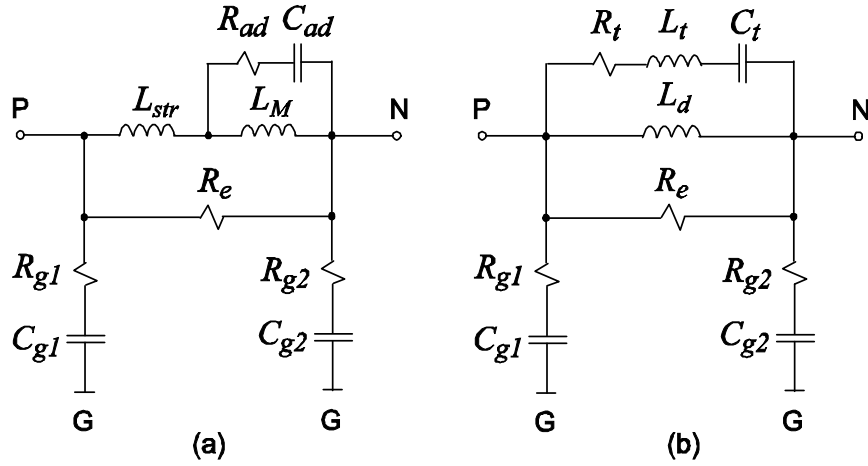 R_ad C_ad
P L_str L_M N
R_e
R_g1 R_g2
C_g1 C_g2
G G
(a)
R_t L_t C_t
P L_d N
R_e
R_g1 R_g2
C_g1 C_g2
G G
(b)